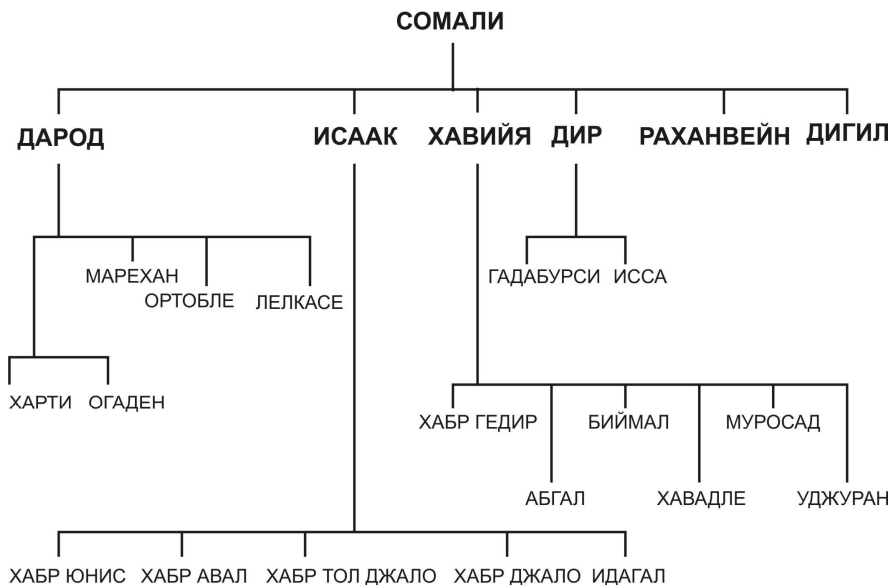 СОМАЛИ
ДАРОД ИСААК ХАВИЙЯ ДИР РАХАНВЕЙН ДИГИЛ
МАРЕХАН ГАДАБУРСИ ИССА
ОРТОБЛЕ ЛЕЛКАСЕ
ХАРТИ ОГАДЕН
ХАБР ГЕДИР БИЙМАЛ МУРОСАД
АБГАЛ ХАВАДЛЕ УДЖУРАН
ХАБР ЮНИС ХАБР АВАЛ ХАБР ТОЛ ДЖАЛО ХАБР ДЖАЛО ИДАГАЛ